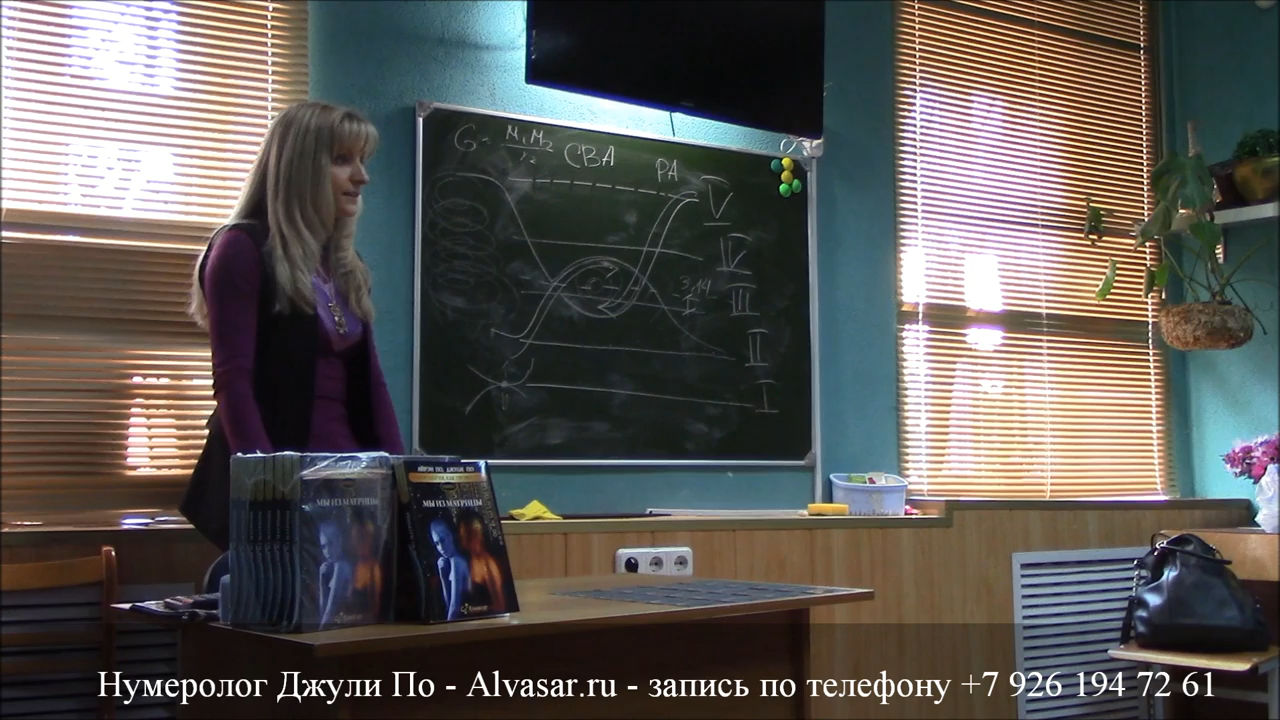 G = M₁M₂
r₂
СВА
РА
V
IV
III
3,14
II
I
МЫ ИЗ МАТРИЦЫ
МЫ ИЗ МАТРИЦЫ
Нумеролог Джули По - Alvasar.ru - запись по телефону +7 926 194 72 61